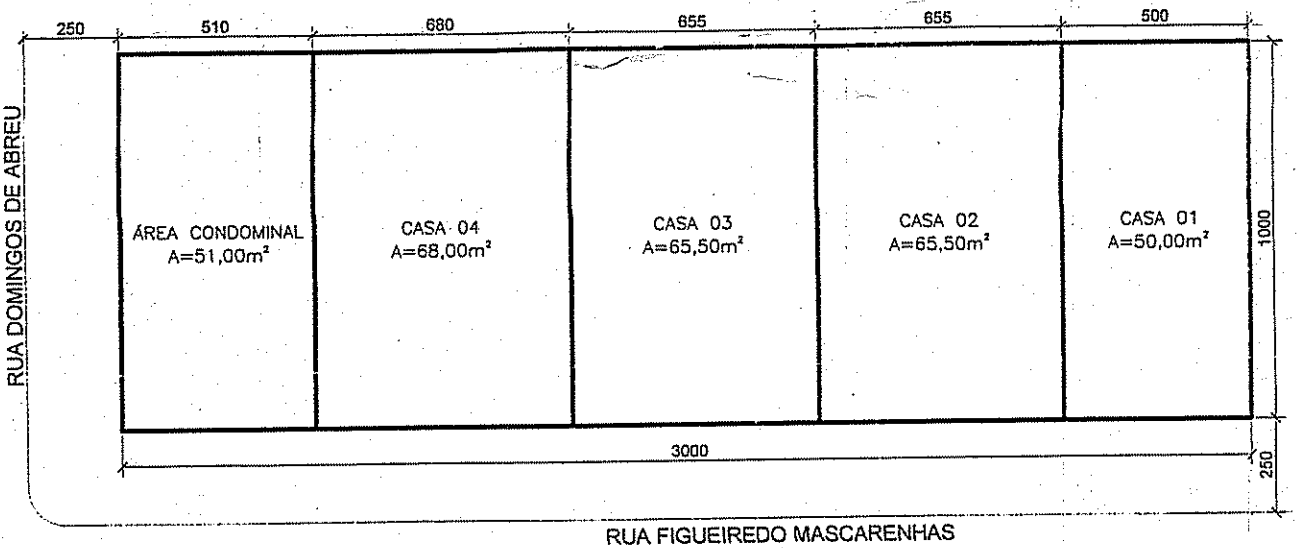 250 510 680 655 655 500
RUA DOMINGOS DE ABREU
ÁREA CONDOMINAL
A=51,00m²
CASA 04
A=68,00m²
CASA 03
A=65,50m²
CASA 02
A=65,50m²
CASA 01
A=50,00m²
1000
3000
250
RUA FIGUEIREDO MASCARENHAS